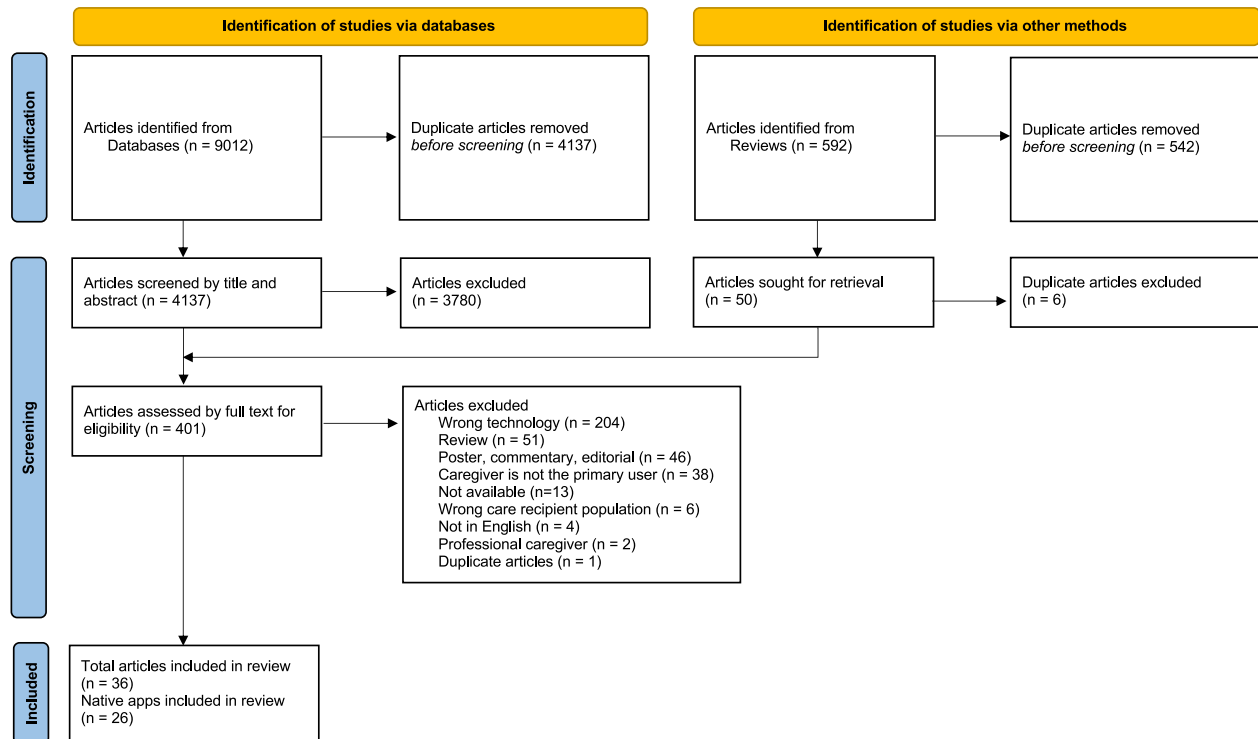 Identification of studies via databases
Identification of studies via other methods
Identification
Articles identified from
Databases (n = 9012)
Duplicate articles removed
before screening (n = 4137)
Articles identified from
Reviews (n = 592)
Duplicate articles removed
before screening (n = 542)
Screening
Articles screened by title and
abstract (n = 4137)
Articles excluded
(n = 3780)
Articles sought for retrieval
(n = 50)
Duplicate articles excluded
(n = 6)
Articles assessed by full text for
eligibility (n = 401)
Articles excluded
Wrong technology (n = 204)
Review (n = 51)
Poster, commentary, editorial (n = 46)
Caregiver is not the primary user (n = 38)
Not available (n=13)
Wrong care recipient population (n = 6)
Not in English (n = 4)
Professional caregiver (n = 2)
Duplicate articles (n = 1)
Included
Total articles included in review
(n = 36)
Native apps included in review
(n = 26)